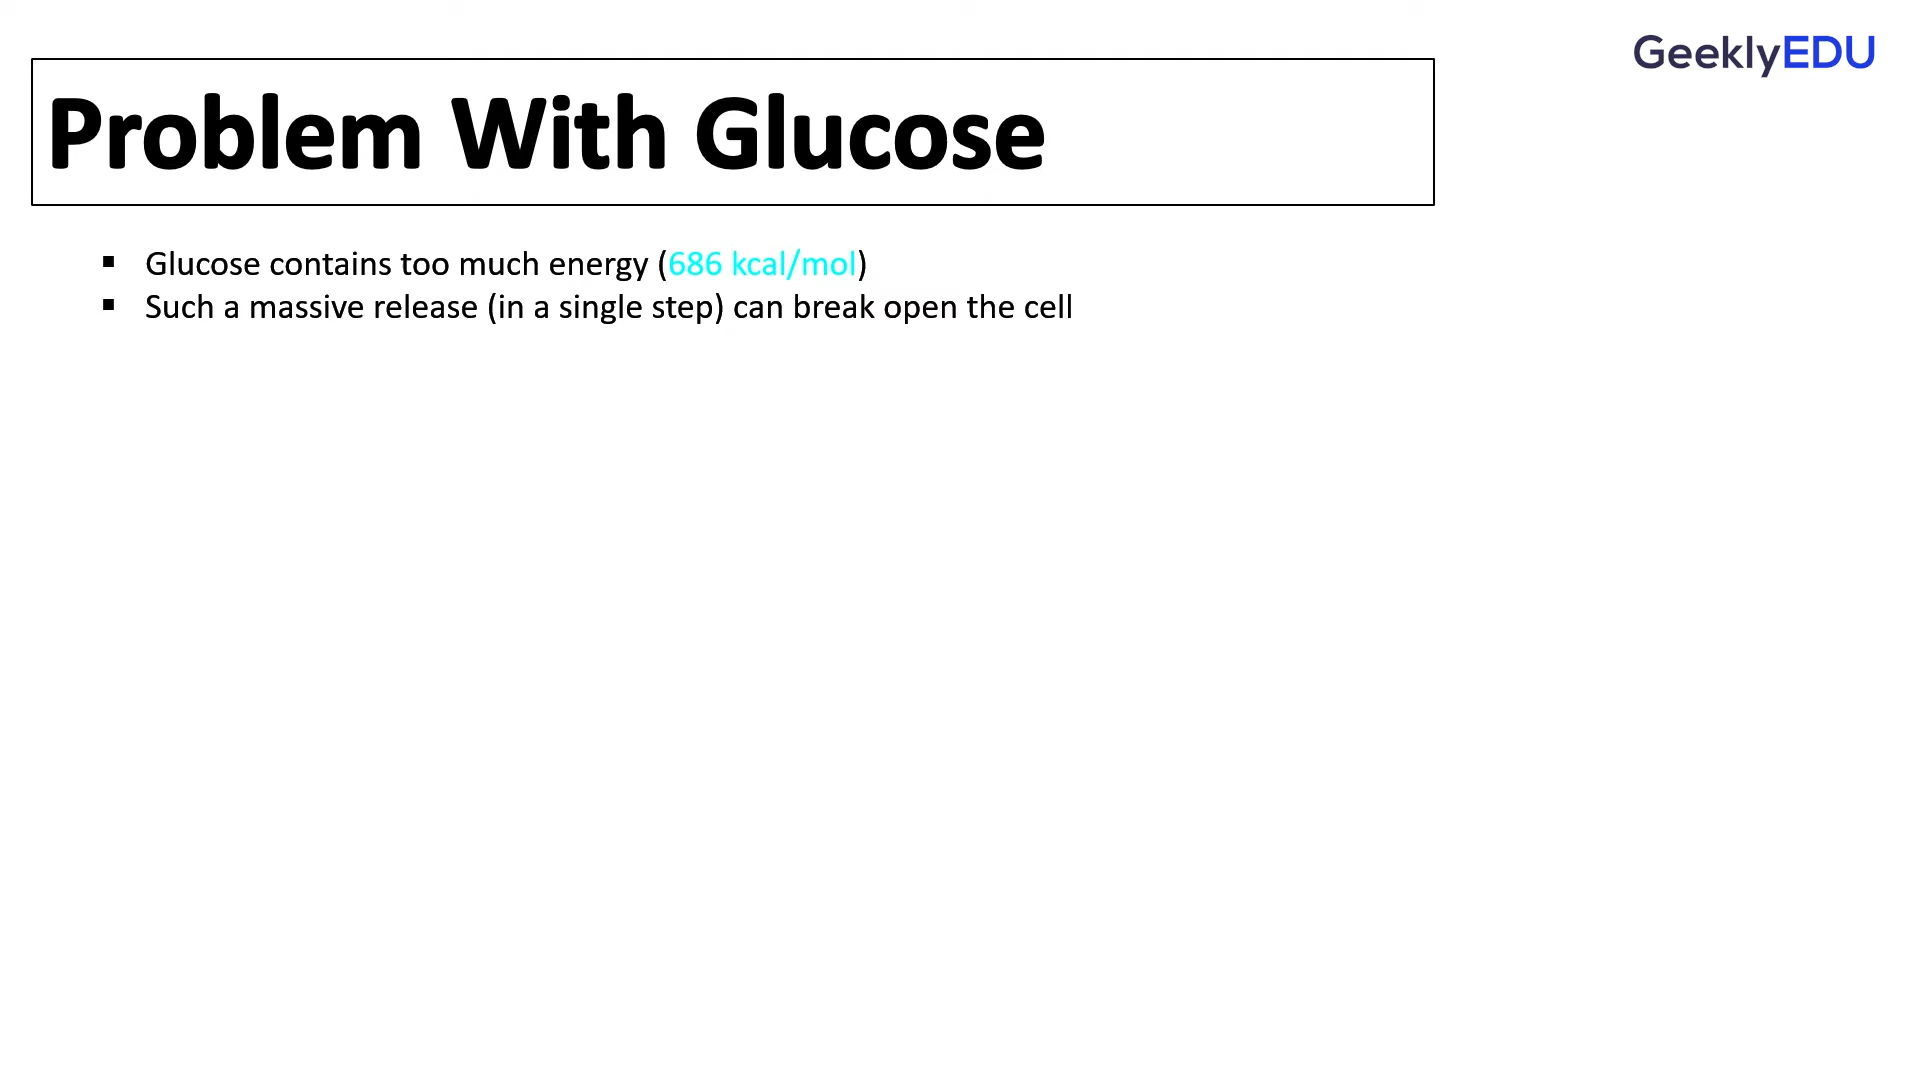 GeeklyEDU
Problem With Glucose
▪ Glucose contains too much energy (686 kcal/mol)
▪ Such a massive release (in a single step) can break open the cell